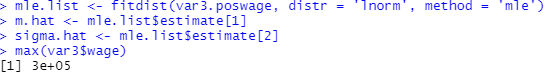 > mle.list <- fitdist(var3.poswage, distr = 'lnorm', method = 'mle')
> m.hat <- mle.list$estimate[1]
> sigma.hat <- mle.list$estimate[2]
> max(var3$wage)
[1] 3e+05